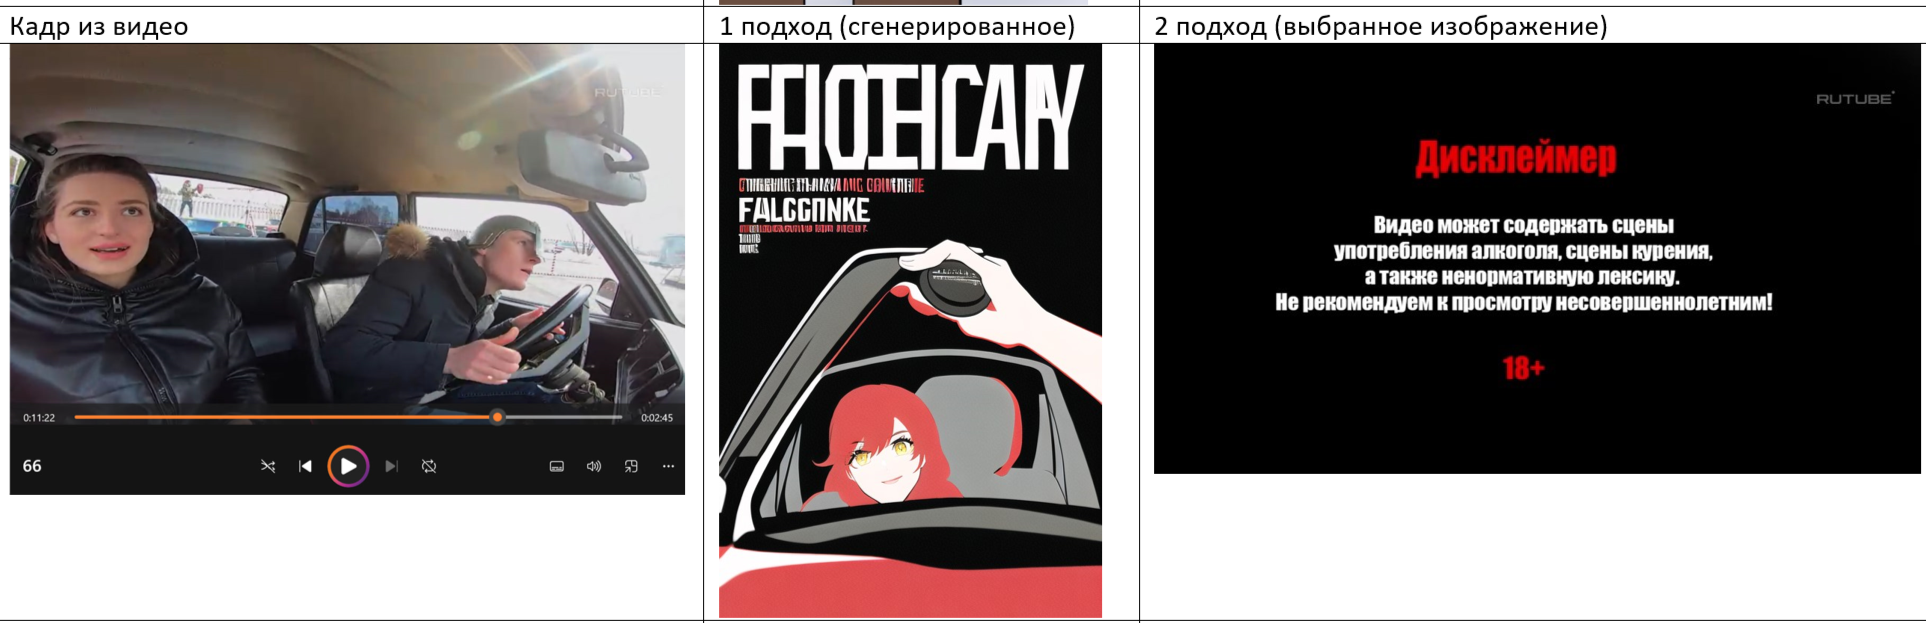 Кадр из видео
1 подход (сгенерированное)
2 подход (выбранное изображение)
RUTUBE
0:11:22
0:02:45
66
FALGGПNKE
RUTUBE
Дисклеймер
Видео может содержать сцены
употребления алкоголя, сцены курения,
а также ненормативную лексику.
Не рекомендуем к просмотру несовершеннолетним!
18+